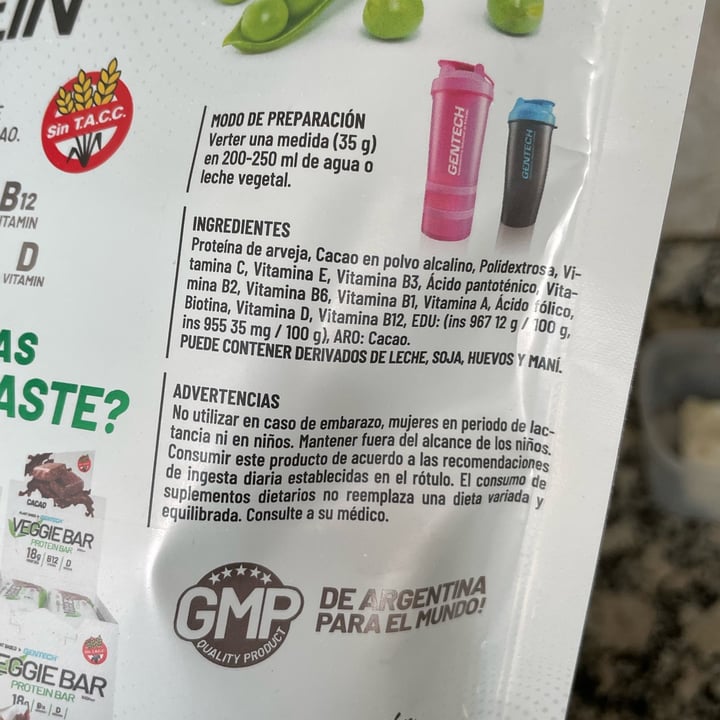 EIN
Sin T.A.C.C.
AO.
B12
ITAMIN
D
VITAMIN
AS
ASTE?
MODO DE PREPARACIÓN
Verter una medida (35 g)
en 200-250 ml de agua o
leche vegetal.
GENTECH
GENTECH
INGREDIENTES
Proteína de arveja, Cacao en polvo alcalino, Polidextrosa, Vi-
tamina C, Vitamina E, Vitamina B3, Ácido pantoténico, Vita-
mina B2, Vitamina B6, Vitamina B1, Vitamina A, Ácido fólico,
Biotina, Vitamina D, Vitamina B12, EDU: (ins 967 12 g / 100 g,
ins 955 35 mg / 100 g), ARO: Cacao.
PUEDE CONTENER DERIVADOS DE LECHE, SOJA, HUEVOS Y MANÍ.
ADVERTENCIAS
No utilizar en caso de embarazo, mujeres en periodo de lac-
tancia ni en niños. Mantener fuera del alcance de los niños.
Consumir este producto de acuerdo a las recomendaciones
de ingesta diaria establecidas en el rótulo. El consumo de
suplementos dietarios no reemplaza una dieta variada y
equilibrada. Consulte a su médico.
CACAO
GENTECH
VEGGIE BAR
PROTEIN BAR
18g B12 D
GENTECH
Sin T.A.C.C.
EGGIE BAR
PROTEIN BAR
GMP
QUALITY PRODUCT
DE ARGENTINA
PARA EL MUNDO!